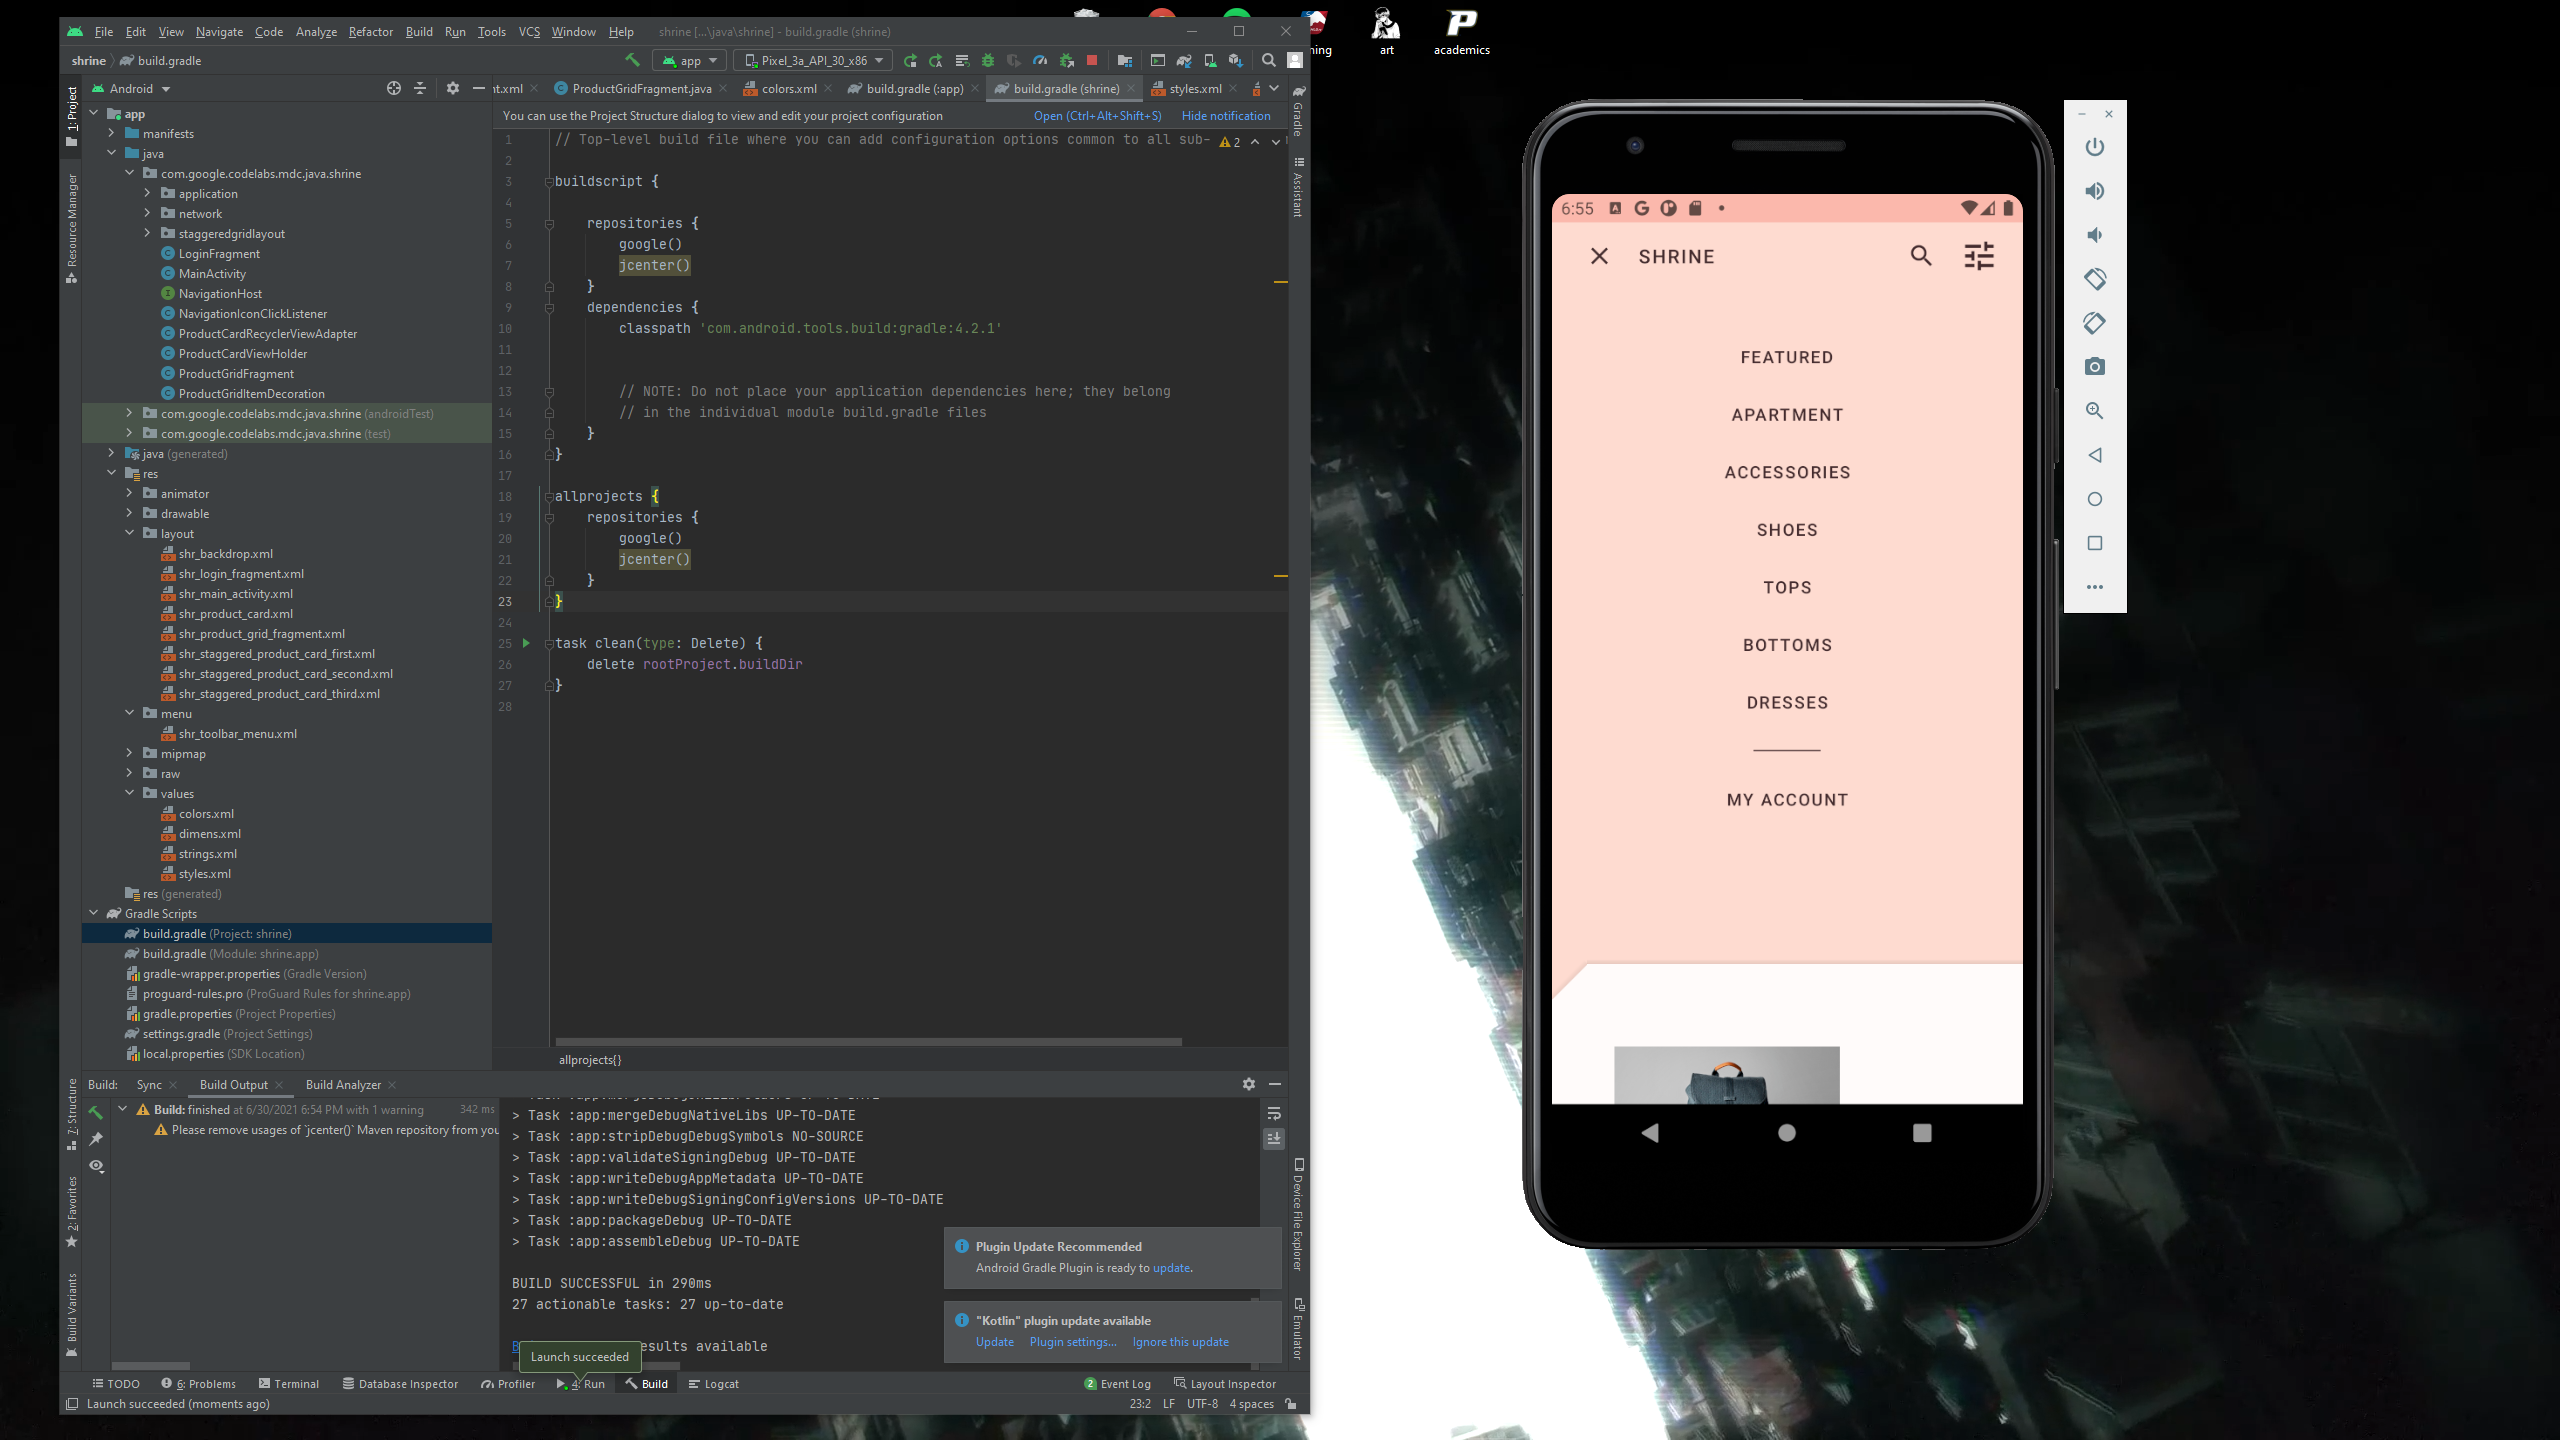 File Edit View Navigate Code Analyze Refactor Build Run Tools VCS Window Help shrine [...\java\shrine] - build.gradle (shrine)
shrine build.gradle
app Pixel_3a_API_30_x86
Android
nt.xml ProductGridFragment.java colors.xml build.gradle (:app) build.gradle (shrine) styles.xml
You can use the Project Structure dialog to view and edit your project configuration Open (Ctrl+Alt+Shift+S) Hide notification
1: Project
Resource Manager
7: Structure
2: Favorites
Build Variants
app
manifests
java
com.google.codelabs.mdc.java.shrine
application
network
staggeredgridlayout
LoginFragment
MainActivity
NavigationHost
NavigationIconClickListener
ProductCardRecyclerViewAdapter
ProductCardViewHolder
ProductGridFragment
ProductGridItemDecoration
com.google.codelabs.mdc.java.shrine (androidTest)
com.google.codelabs.mdc.java.shrine (test)
java (generated)
res
animator
drawable
layout
shr_backdrop.xml
shr_login_fragment.xml
shr_main_activity.xml
shr_product_card.xml
shr_product_grid_fragment.xml
shr_staggered_product_card_first.xml
shr_staggered_product_card_second.xml
shr_staggered_product_card_third.xml
menu
shr_toolbar_menu.xml
mipmap
raw
values
colors.xml
dimens.xml
strings.xml
styles.xml
res (generated)
Gradle Scripts
build.gradle (Project: shrine)
build.gradle (Module: shrine.app)
gradle-wrapper.properties (Gradle Version)
proguard-rules.pro (ProGuard Rules for shrine.app)
gradle.properties (Project Properties)
settings.gradle (Project Settings)
local.properties (SDK Location)
1 // Top-level build file where you can add configuration options common to all sub- 2
2
3 buildscript {
4
5 repositories {
6 google()
7 jcenter()
8 }
9 dependencies {
10 classpath 'com.android.tools.build:gradle:4.2.1'
11
12
13 // NOTE: Do not place your application dependencies here; they belong
14 // in the individual module build.gradle files
15 }
16 }
17
18 allprojects {
19 repositories {
20 google()
21 jcenter()
22 }
23 }
24
25 task clean(type: Delete) {
26 delete rootProject.buildDir
27 }
28
allprojects{}
Gradle
Assistant
Device File Explorer
Emulator
Build: Sync Build Output Build Analyzer
Build: finished at 6/30/2021 6:54 PM with 1 warning 342 ms
Please remove usages of `jcenter()` Maven repository from you
> Task :app:mergeDebugNativeLibs UP-TO-DATE
> Task :app:stripDebugDebugSymbols NO-SOURCE
> Task :app:validateSigningDebug UP-TO-DATE
> Task :app:writeDebugAppMetadata UP-TO-DATE
> Task :app:writeDebugSigningConfigVersions UP-TO-DATE
> Task :app:packageDebug UP-TO-DATE
> Task :app:assembleDebug UP-TO-DATE
BUILD SUCCESSFUL in 290ms
27 actionable tasks: 27 up-to-date
esults available
Launch succeeded
Plugin Update Recommended
Android Gradle Plugin is ready to update.
"Kotlin" plugin update available
Update Plugin settings... Ignore this update
TODO 6: Problems Terminal Database Inspector Profiler 4: Run Build Logcat 2 Event Log Layout Inspector
Launch succeeded (moments ago) 23:2 LF UTF-8 4 spaces
ning art academics
6:55
SHRINE
FEATURED
APARTMENT
ACCESSORIES
SHOES
TOPS
BOTTOMS
DRESSES
MY ACCOUNT